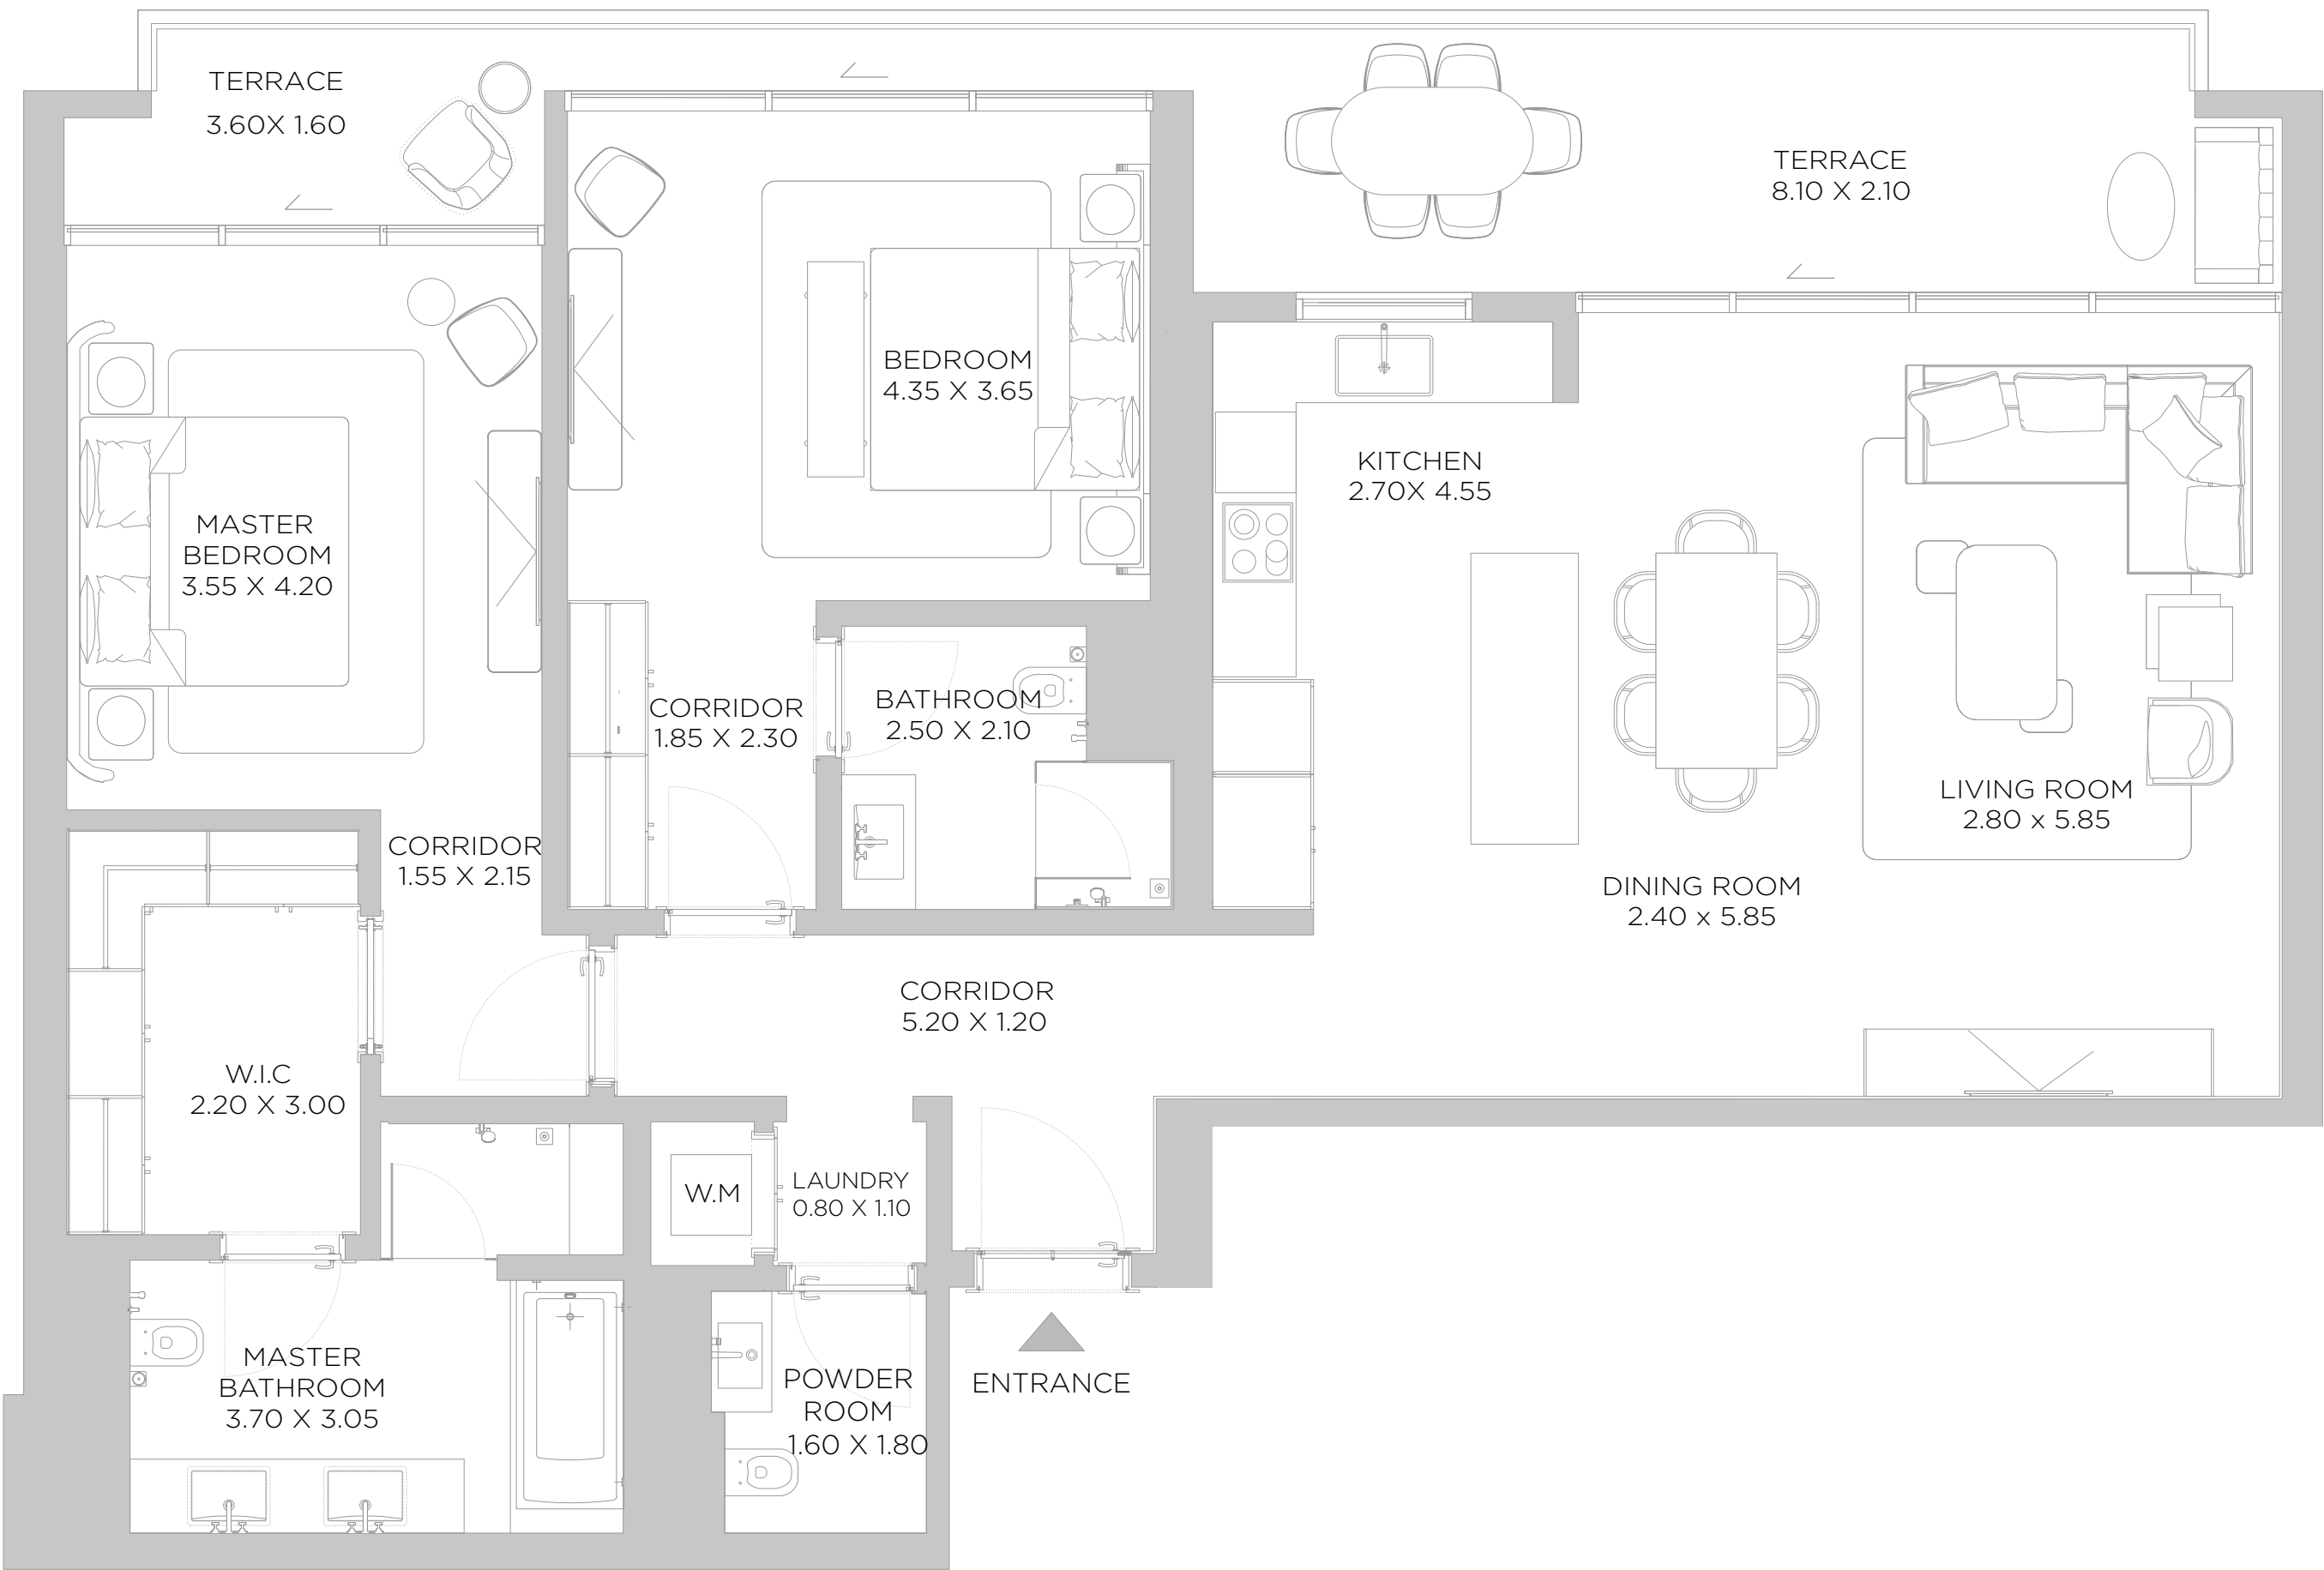 TERRACE
3.60X 1.60
TERRACE
8.10 X 2.10
BEDROOM
4.35 X 3.65
KITCHEN
2.70X 4.55
MASTER
BEDROOM
3.55 X 4.20
CORRIDOR
1.85 X 2.30
BATHROOM
2.50 X 2.10
LIVING ROOM
2.80 x 5.85
CORRIDOR
1.55 X 2.15
DINING ROOM
2.40 x 5.85
CORRIDOR
5.20 X 1.20
W.I.C
2.20 X 3.00
W.M
LAUNDRY
0.80 X 1.10
MASTER
BATHROOM
3.70 X 3.05
POWDER
ROOM
1.60 X 1.80
ENTRANCE